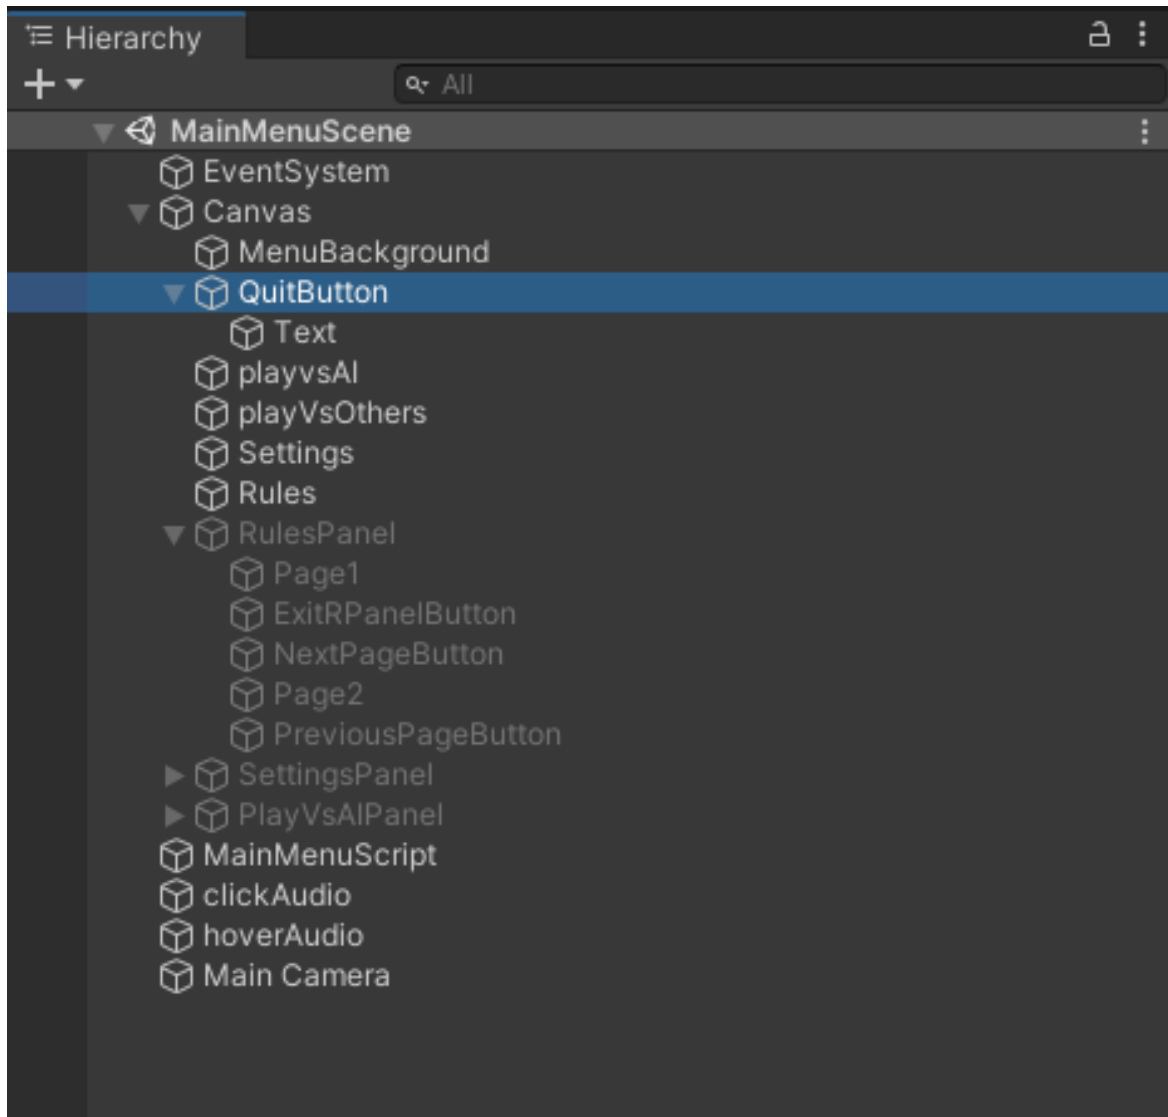 Hierarchy
All
MainMenuScene
EventSystem
Canvas
MenuBackground
QuitButton
Text
playvsAI
playVsOthers
Settings
Rules
RulesPanel
Page1
ExitRPanelButton
NextPageButton
Page2
PreviousPageButton
SettingsPanel
PlayVsAIPanel
MainMenuScript
clickAudio
hoverAudio
Main Camera